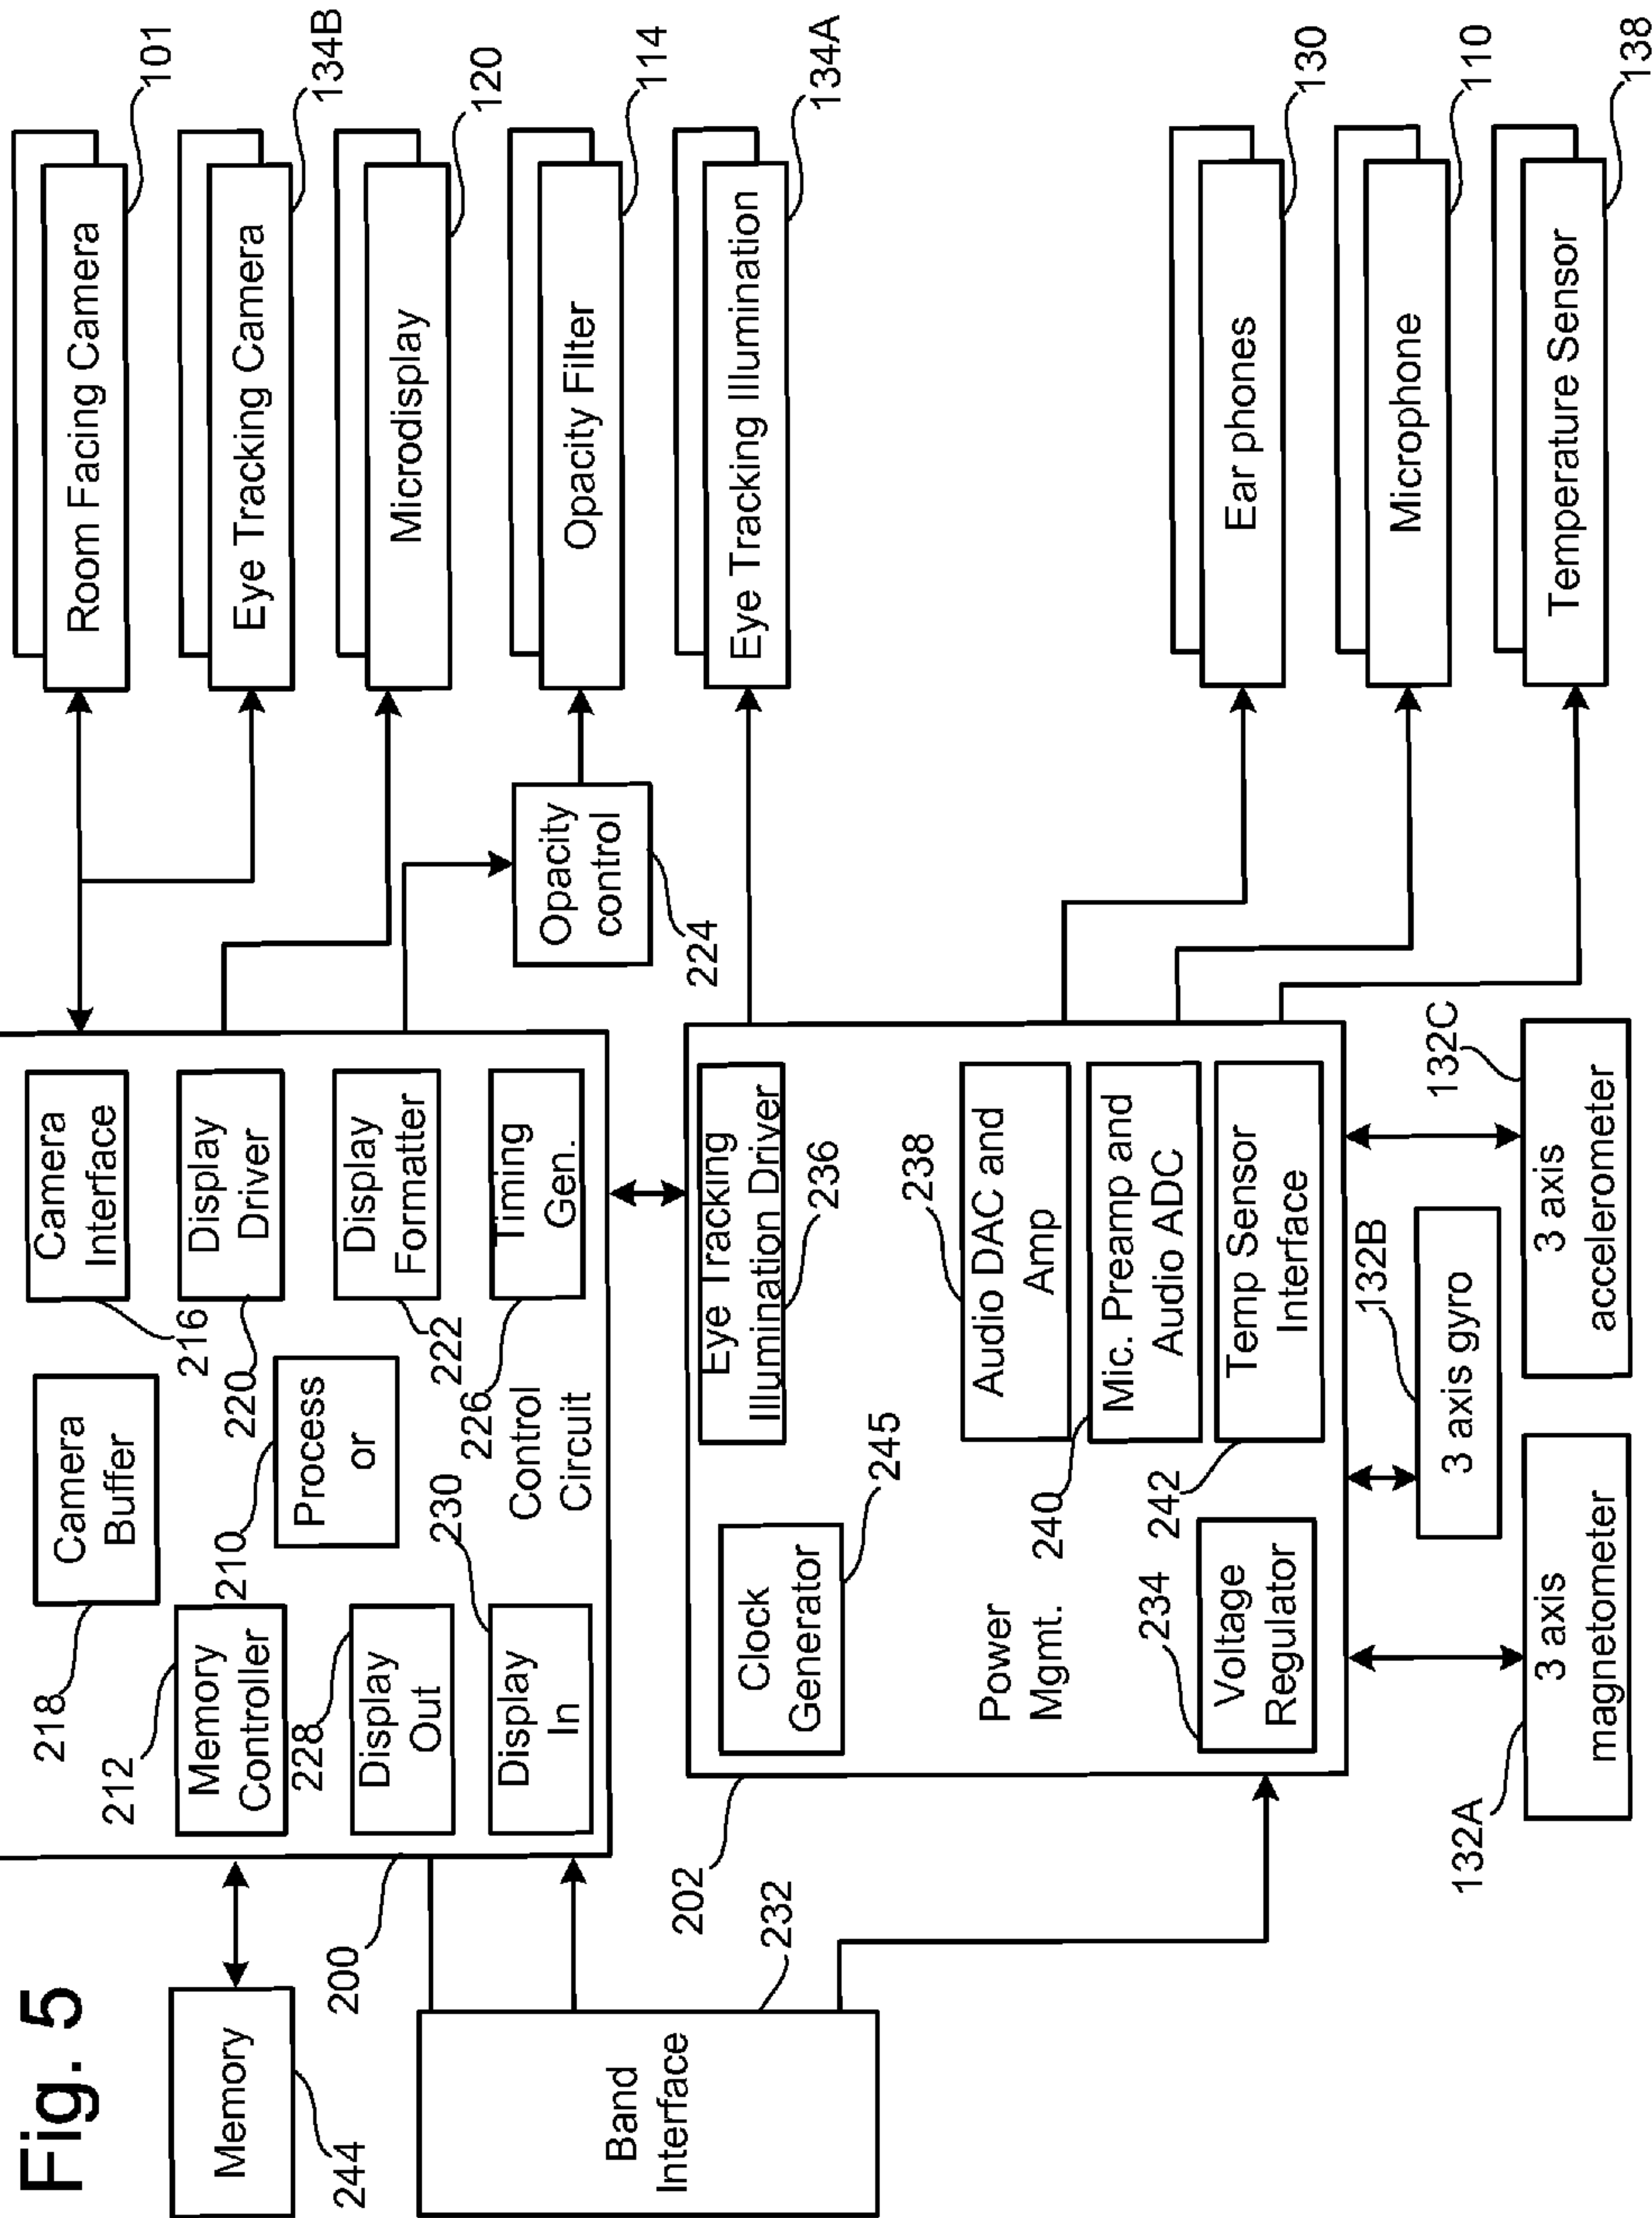 Fig. 5
Memory
244
Band
Interface
232
200
218
Camera
Buffer
212
Memory
Controller
228
Display
Out
230
Display
In
210
Process
or
Control
Circuit
Camera
Interface
216
Display
Driver
220
Display
Formatter
222
Timing
Gen.
226
Room Facing Camera
101
Eye Tracking Camera
134B
Microdisplay
120
Opacity
control
224
Opacity Filter
114
Eye Tracking Illumination
134A
202
Clock
Generator
245
Power
Mgmt.
234
Voltage
Regulator
Eye Tracking
Illumination Driver
236
238
Audio DAC and
Amp
240
Mic. Preamp and
Audio ADC
242
Temp Sensor
Interface
Ear phones
130
Microphone
110
Temperature Sensor
138
132A
3 axis
magnetometer
132B
3 axis gyro
132C
3 axis
accelerometer